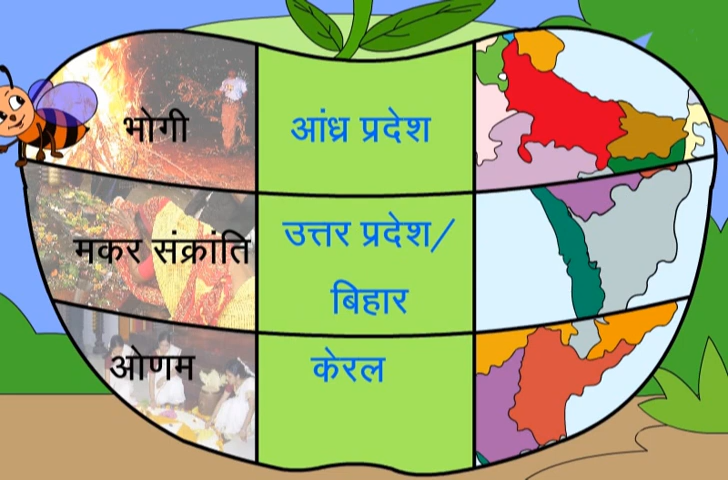 भोगी
आंध्र प्रदेश
मकर संक्रांति
उत्तर प्रदेश/
बिहार
ओणम
केरल